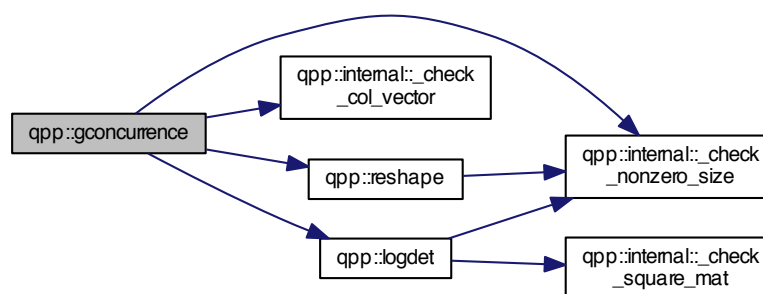 qpp::internal::_check
_col_vector
qpp::gconcurrence
qpp::internal::_check
_nonzero_size
qpp::reshape
qpp::logdet
qpp::internal::_check
_square_mat